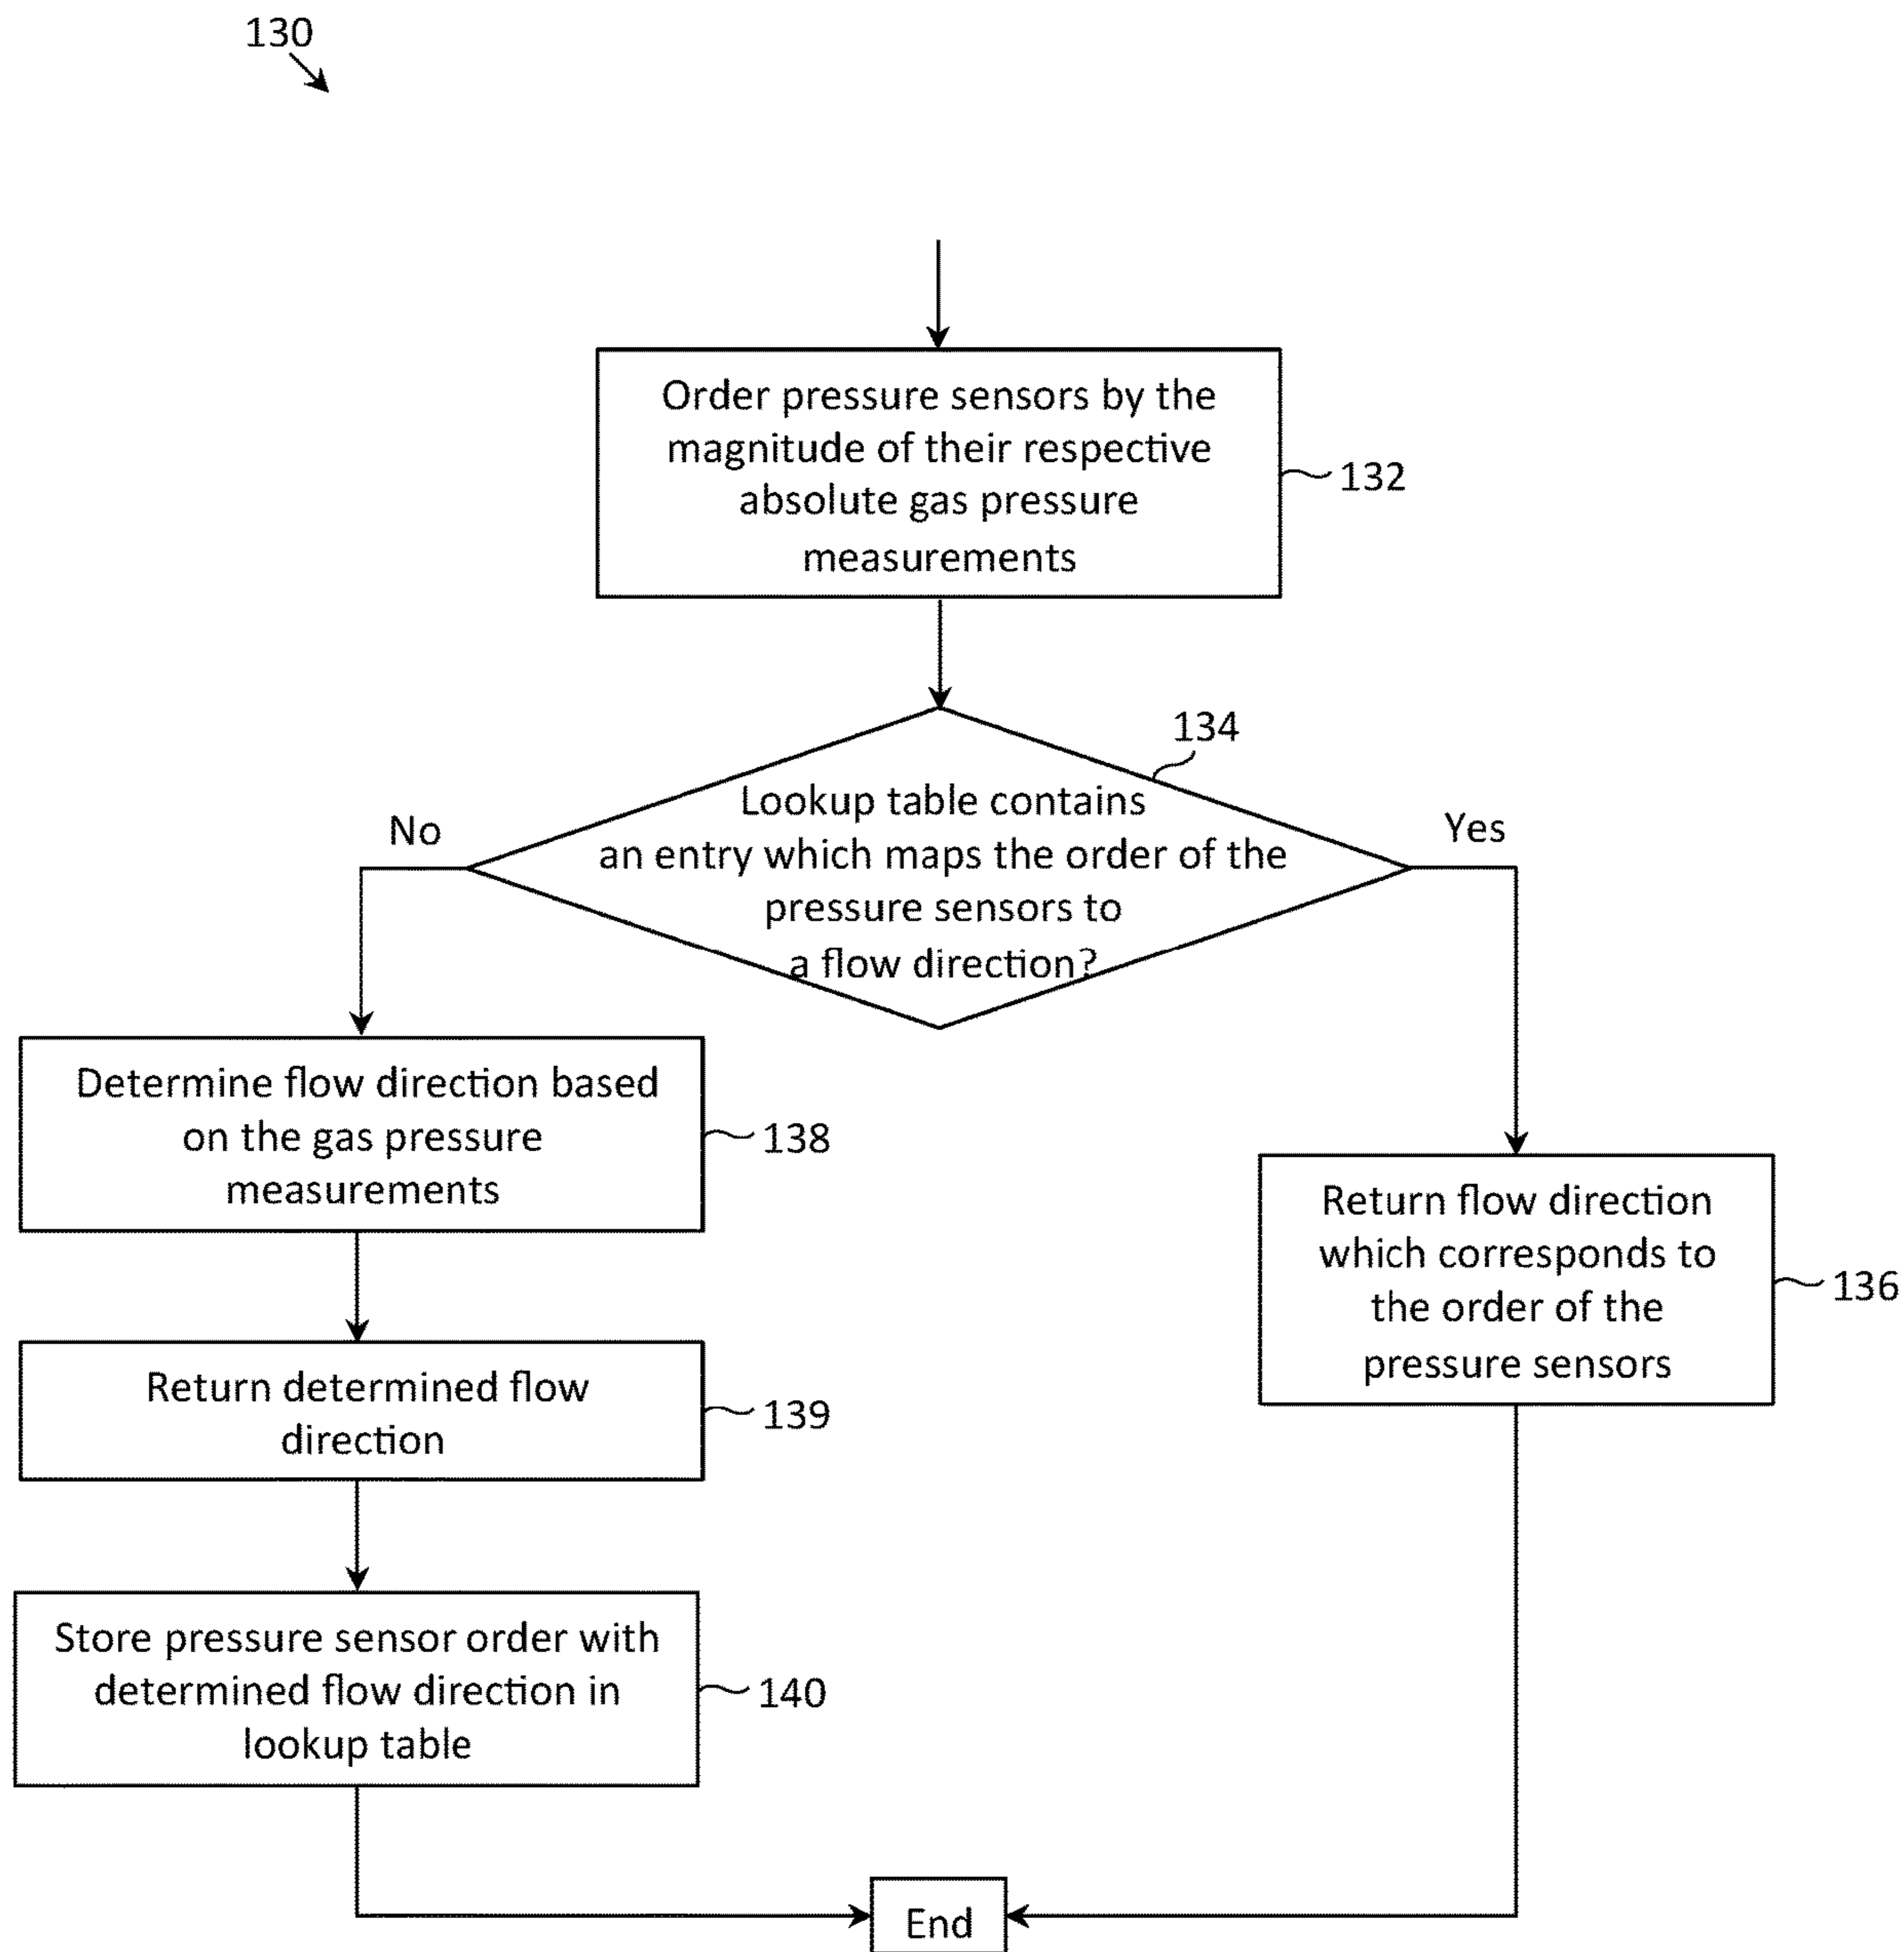 130
Order pressure sensors by the
magnitude of their respective
absolute gas pressure
measurements
132
134
Lookup table contains
an entry which maps the order of the
pressure sensors to
a flow direction?
No
Yes
Determine flow direction based
on the gas pressure
measurements
138
Return flow direction
which corresponds to
the order of the
pressure sensors
136
Return determined flow
direction
139
Store pressure sensor order with
determined flow direction in
lookup table
140
End